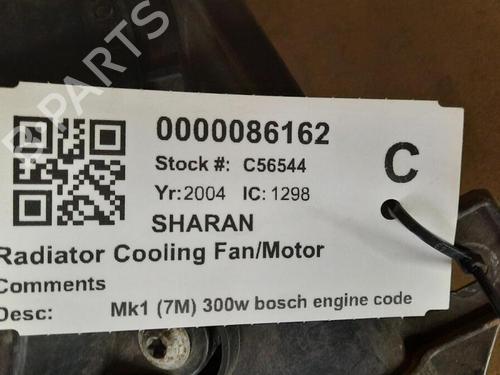 B PARTS
0000086162
Stock #: C56544
C
Yr: 2004 IC: 1298
SHARAN
Radiator Cooling Fan/Motor
Comments
Desc: Mk1 (7M) 300w bosch engine code